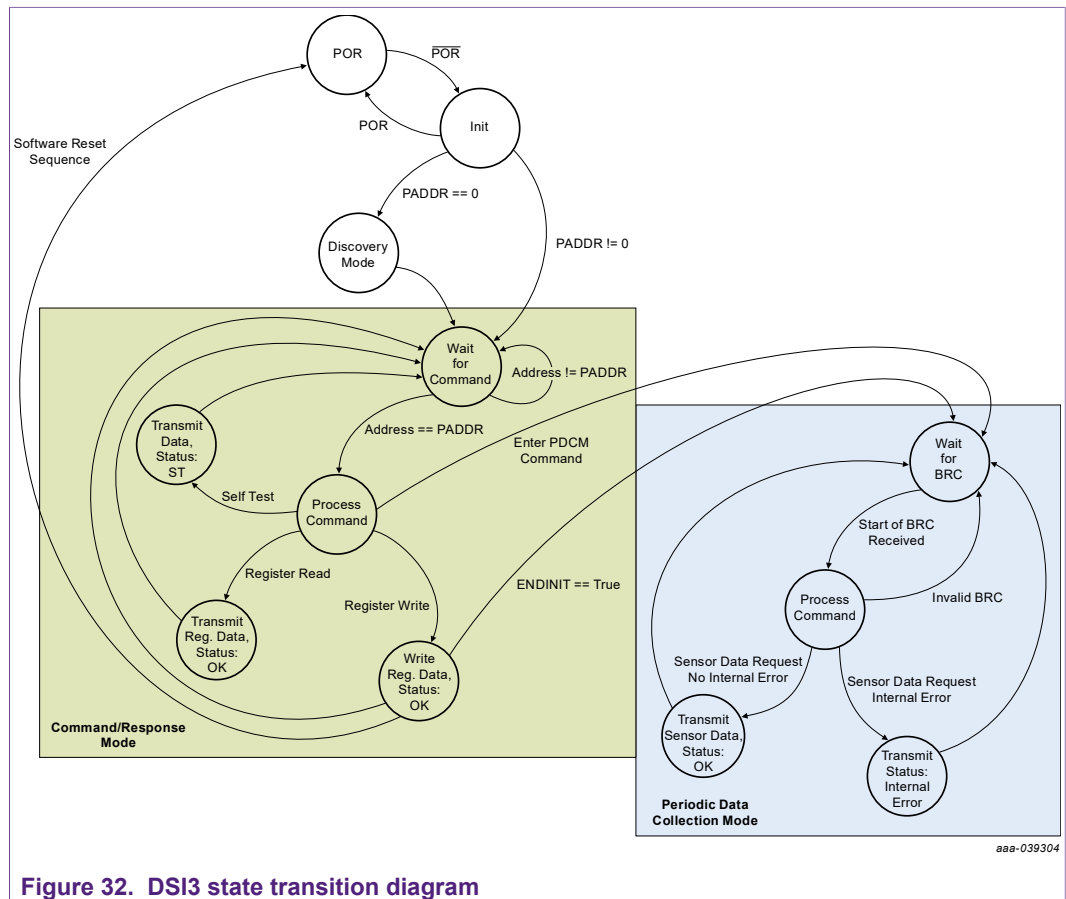 POR
POR
Init
POR
Software Reset
Sequence
PADDR == 0
Discovery
Mode
PADDR != 0
Wait
for
Command
Address != PADDR
Transmit
Data,
Status:
ST
Address == PADDR
Enter PDCM
Command
Wait
for
BRC
Self Test
Process
Command
Start of BRC
Received
Register Read
Register Write
ENDINIT == True
Process
Command
Invalid BRC
Transmit
Reg. Data,
Status:
OK
Write
Reg. Data,
Status:
OK
Sensor Data Request
No Internal Error
Sensor Data Request
Internal Error
Command/Response
Mode
Transmit
Sensor Data,
Status:
OK
Transmit
Status:
Internal
Error
Periodic Data
Collection Mode
aaa-039304
Figure 32. DSI3 state transition diagram